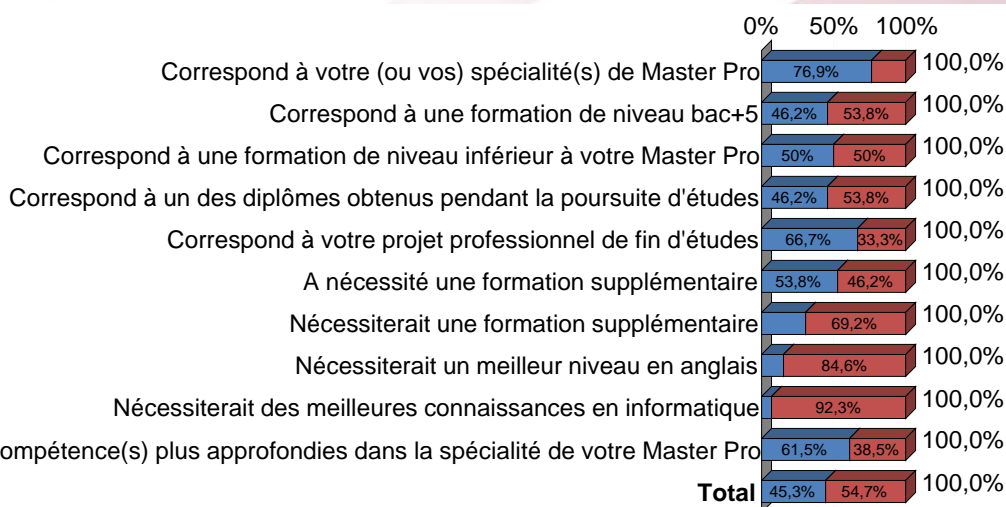 0% 50% 100%
Correspond à votre (ou vos) spécialité(s) de Master Pro 76,9% 100,0%
Correspond à une formation de niveau bac+5 46,2% 53,8% 100,0%
Correspond à une formation de niveau inférieur à votre Master Pro 50% 50% 100,0%
Correspond à un des diplômes obtenus pendant la poursuite d'études 46,2% 53,8% 100,0%
Correspond à votre projet professionnel de fin d'études 66,7% 33,3% 100,0%
A nécessité une formation supplémentaire 53,8% 46,2% 100,0%
Nécessiterait une formation supplémentaire 69,2% 100,0%
Nécessiterait un meilleur niveau en anglais 84,6% 100,0%
Nécessiterait des meilleures connaissances en informatique 92,3% 100,0%
ompétence(s) plus approfondies dans la spécialité de votre Master Pro 61,5% 38,5% 100,0%
Total 45,3% 54,7% 100,0%